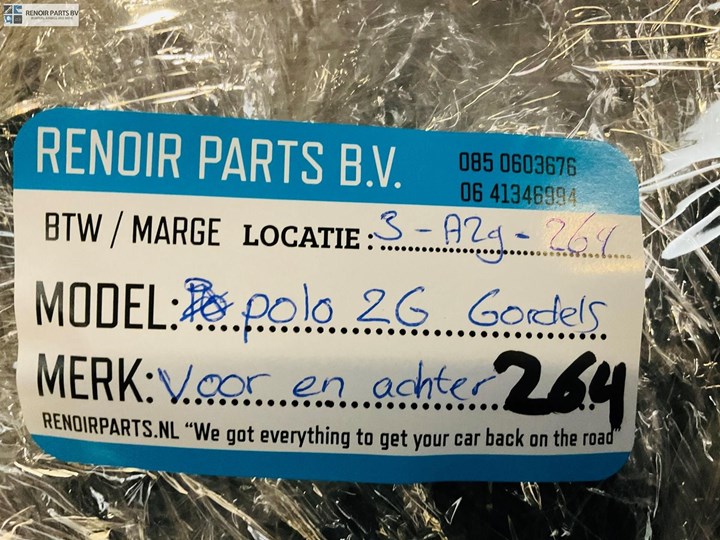 RENOIR PARTS BV
RENOIR PARTS B.V.
085 0603676
06 41346994
BTW / MARGE LOCATIE: 3-A2g-264
MODEL: polo 2G Gordels
MERK: Voor en achter 264
RENOIRPARTS.NL "We got everything to get your car back on the road"